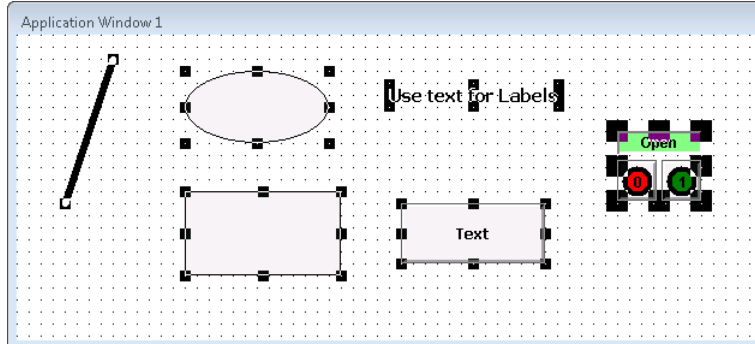 Application Window 1
Use text for Labels
Open
0 1
Text